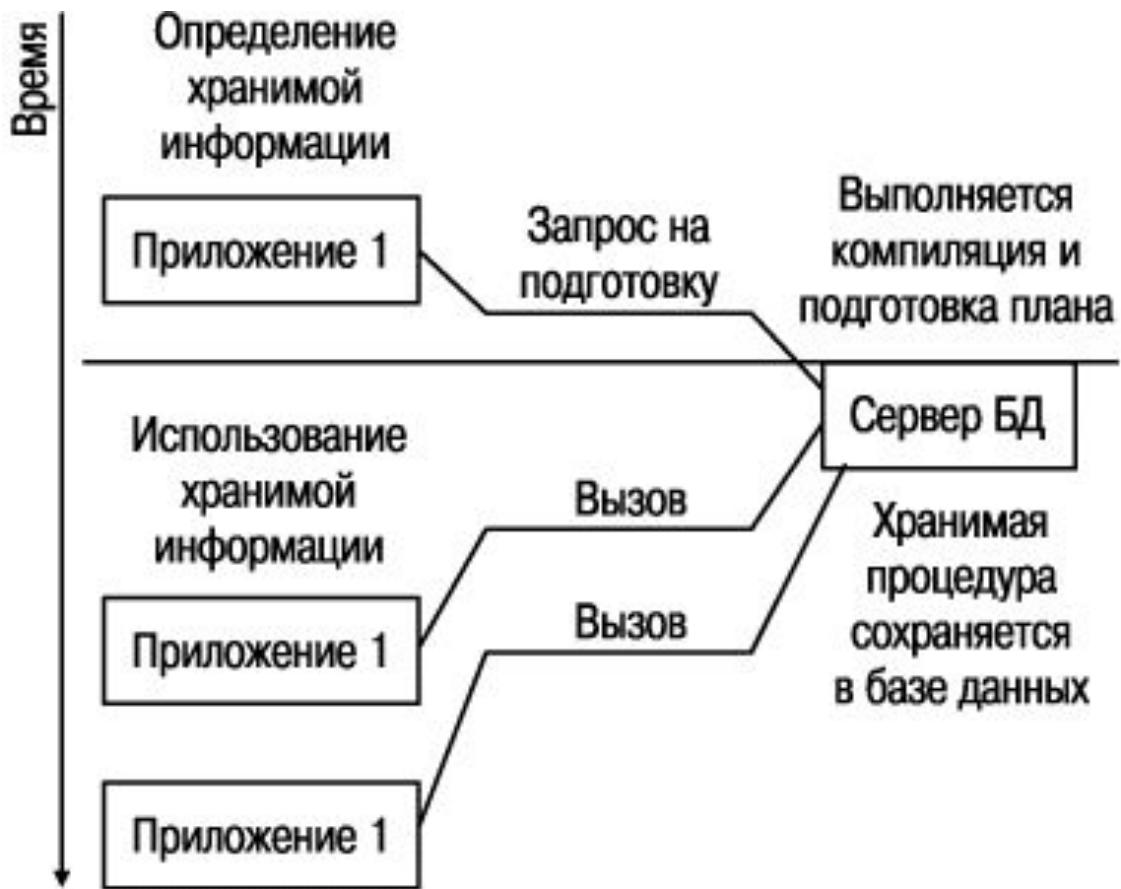 Время
Определение
хранимой
информации
Приложение 1
Запрос на
подготовку
Выполняется
компиляция и
подготовка плана
Сервер БД
Использование
хранимой
информации
Вызов
Приложение 1
Вызов
Хранимая
процедура
сохраняется
в базе данных
Приложение 1